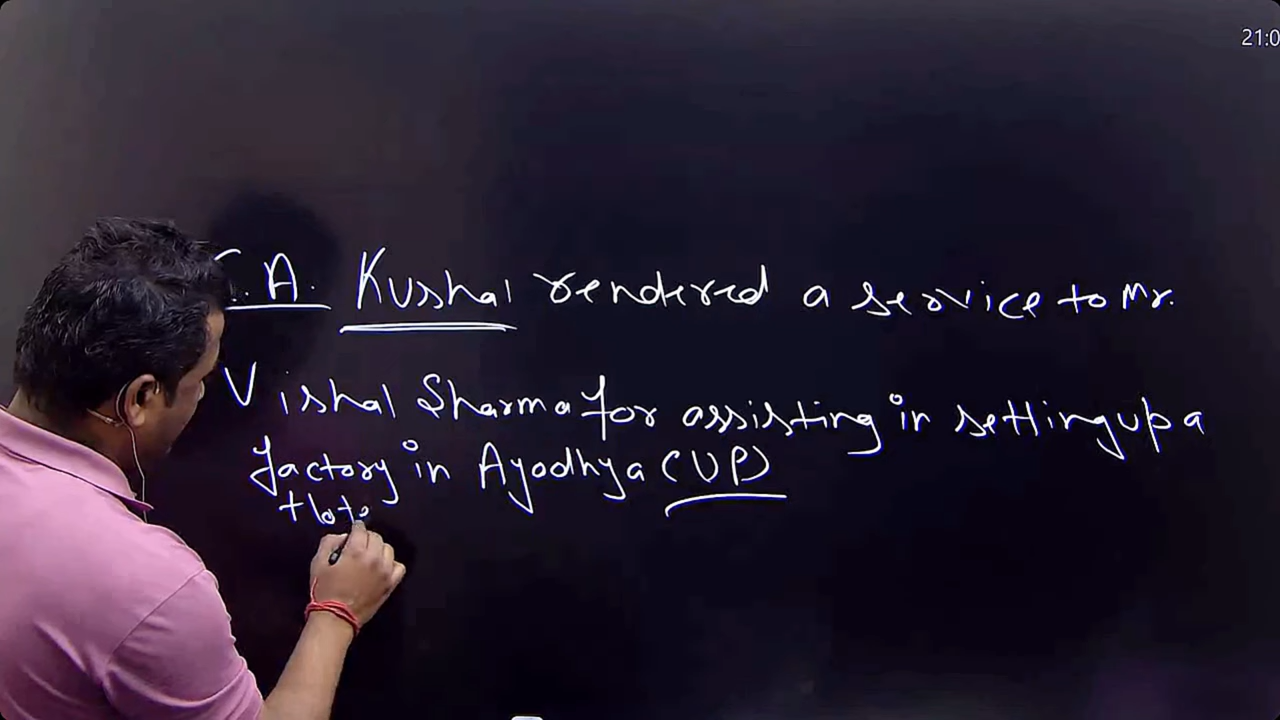 21:0
C.A. Kushal rendered a service to Mr.
Vishal Sharma for assisting in setting up a
factory in Ayodhya (UP)